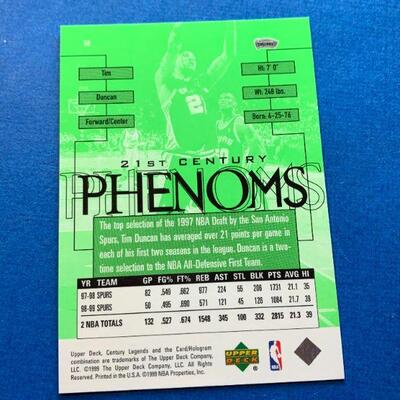 18
Tim
Duncan
Forward/Center
SPURS
Ht: 7' 0"
Wt: 248 lbs.
Born: 4-25-76
2
21ST CENTURY
PHENOMS
The top selection of the 1997 NBA Draft by the San Antonio
Spurs, Tim Duncan has averaged over 21 points per game in
each of his first two seasons in the league. Duncan is a two-
time selection to the NBA All-Defensive First Team.
YR TEAM GP FG% FT% REB AST STL BLK PTS AVG HI
97-98 SPURS 82 .549 .662 977 224 55 206 1731 21.1 35
98-99 SPURS 50 .495 .690 571 121 45 126 1084 21.7 39
2 NBA TOTALS 132 .527 .674 1548 345 100 332 2815 21.3 39
Upper Deck, Century Legends and the Card/Hologram
combination are trademarks of The Upper Deck Company,
LLC. ©1999 The Upper Deck Company, LLC. All Rights
Reserved. Printed in the U.S.A. ©1999 NBA Properties, Inc.
UPPER
DECK
NBA